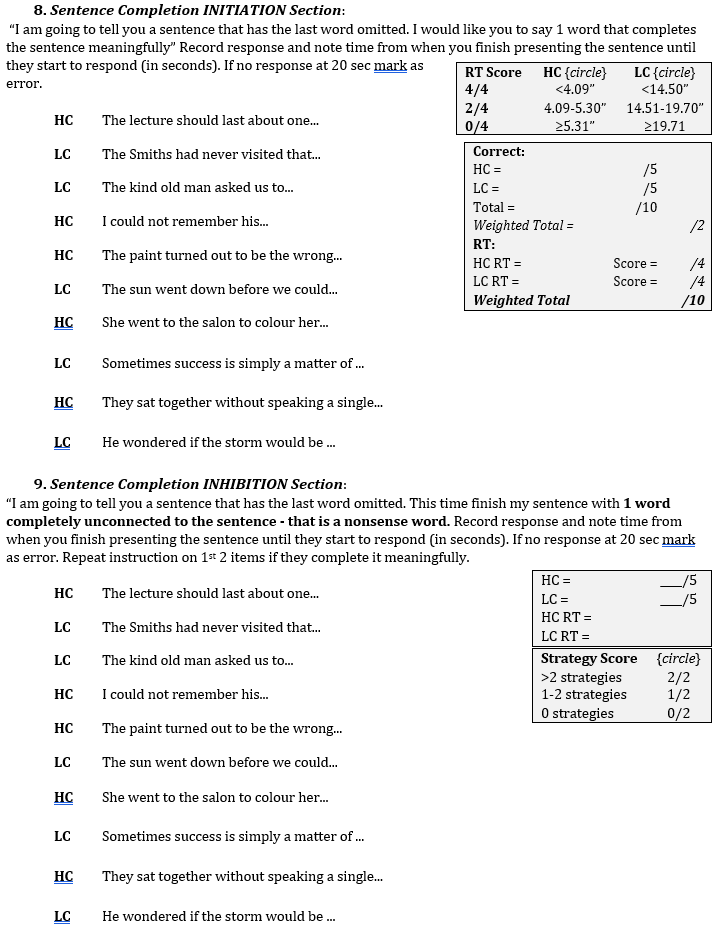 8. Sentence Completion INITIATION Section:
“I am going to tell you a sentence that has the last word omitted. I would like you to say 1 word that completes
the sentence meaningfully” Record response and note time from when you finish presenting the sentence until
they start to respond (in seconds). If no response at 20 sec mark as
error.
RT Score HC {circle} LC {circle}
4/4 <4.09” <14.50”
2/4 4.09-5.30” 14.51-19.70”
0/4 ≥5.31” ≥19.71
HC The lecture should last about one...
LC The Smiths had never visited that...
LC The kind old man asked us to...
HC I could not remember his...
HC The paint turned out to be the wrong...
LC The sun went down before we could...
HC She went to the salon to colour her...
LC Sometimes success is simply a matter of ...
HC They sat together without speaking a single...
LC He wondered if the storm would be ...
Correct:
HC = /5
LC = /5
Total = /10
Weighted Total = /2
RT:
HC RT = Score = /4
LC RT = Score = /4
Weighted Total /10
9. Sentence Completion INHIBITION Section:
“I am going to tell you a sentence that has the last word omitted. This time finish my sentence with 1 word
completely unconnected to the sentence - that is a nonsense word. Record response and note time from
when you finish presenting the sentence until they start to respond (in seconds). If no response at 20 sec mark
as error. Repeat instruction on 1st 2 items if they complete it meaningfully.
HC The lecture should last about one...
LC The Smiths had never visited that...
LC The kind old man asked us to...
HC I could not remember his...
HC The paint turned out to be the wrong...
LC The sun went down before we could...
HC She went to the salon to colour her...
LC Sometimes success is simply a matter of ...
HC They sat together without speaking a single...
LC He wondered if the storm would be ...
HC = ___/5
LC = ___/5
HC RT =
LC RT =
Strategy Score {circle}
>2 strategies 2/2
1-2 strategies 1/2
0 strategies 0/2